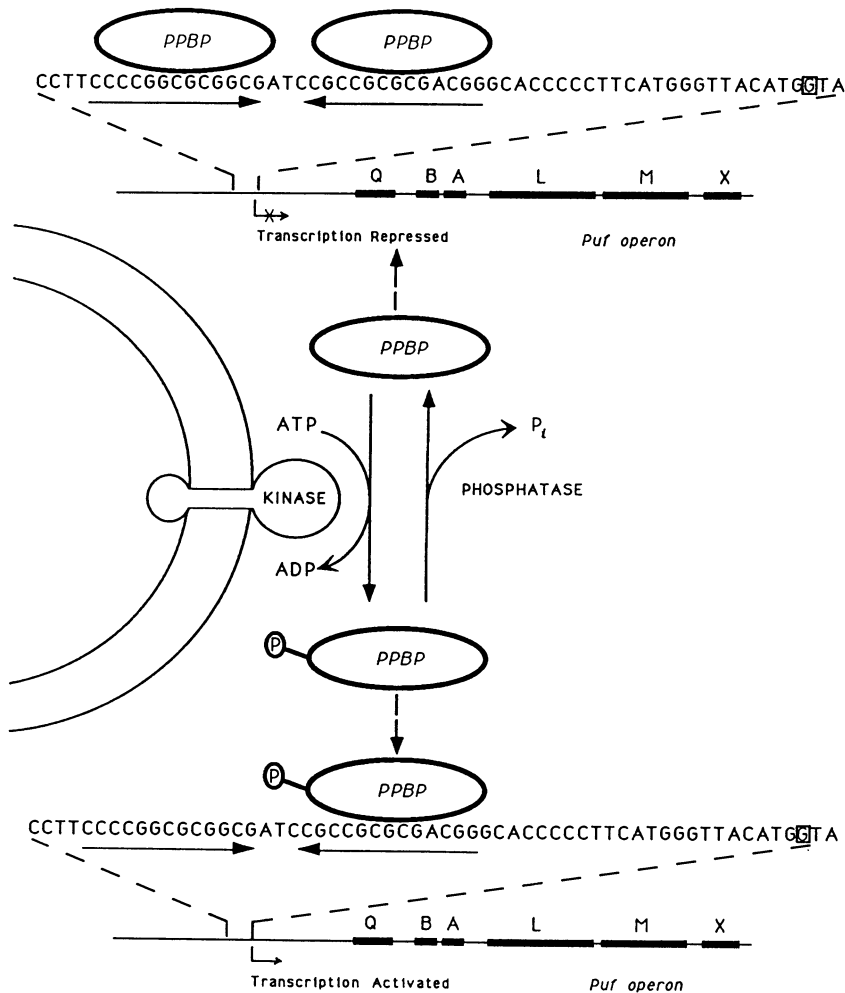 PPBP PPBP
CCTTCCCCGGCGCGGCGATCCGCCGCGCGACGGGCACCCCCTTCATGGGTTACATGGTA
Q B A L M X
X
Transcription Repressed Puf operon
PPBP
ATP Pi
KINASE PHOSPHATASE
ADP
P PPBP
P PPBP
CCTTCCCCGGCGCGGCGATCCGCCGCGCGACGGGCACCCCCTTCATGGGTTACATGGTA
Q B A L M X
Transcription Activated Puf operon